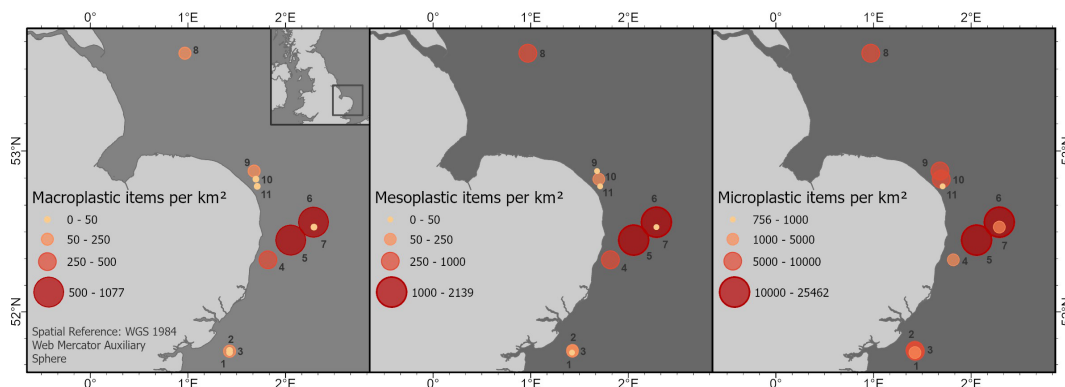 0°
1°E
2°E
0°
1°E
2°E
0°
1°E
2°E
53°N
52°N
8
9
10
11
6
7
5
4
2
3
1
Macroplastic items per km²
0 - 50
50 - 250
250 - 500
500 - 1077
Spatial Reference: WGS 1984
Web Mercator Auxiliary
Sphere
8
9
10
11
6
7
5
4
2
3
1
Mesoplastic items per km²
0 - 50
50 - 250
250 - 1000
1000 - 2139
8
9
10
11
6
7
5
4
2
3
1
Microplastic items per km²
756 - 1000
1000 - 5000
5000 - 10000
10000 - 25462
53°N
52°N
0°
1°E
2°E
0°
1°E
2°E
0°
1°E
2°E